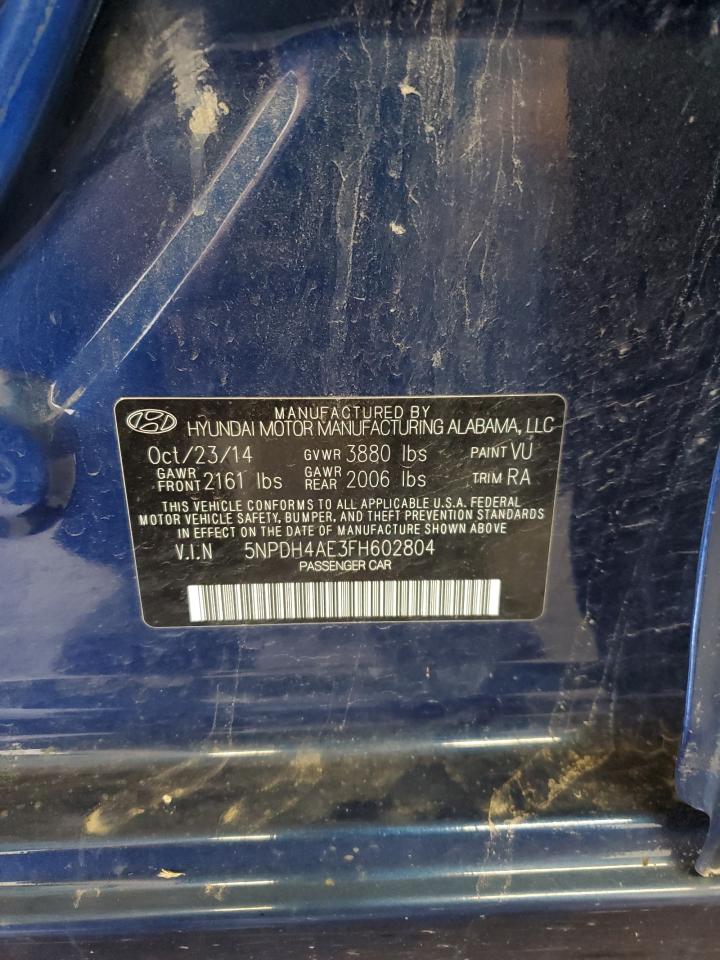 MANUFACTURED BY
HYUNDAI MOTOR MANUFACTURING ALABAMA, LLC
Oct/23/14 GVWR 3880 lbs PAINT VU
GAWR FRONT 2161 lbs GAWR REAR 2006 lbs TRIM RA
THIS VEHICLE CONFORMS TO ALL APPLICABLE U.S.A. FEDERAL
MOTOR VEHICLE SAFETY, BUMPER, AND THEFT PREVENTION STANDARDS
IN EFFECT ON THE DATE OF MANUFACTURE SHOWN ABOVE
V.I.N 5NPDH4AE3FH602804
PASSENGER CAR